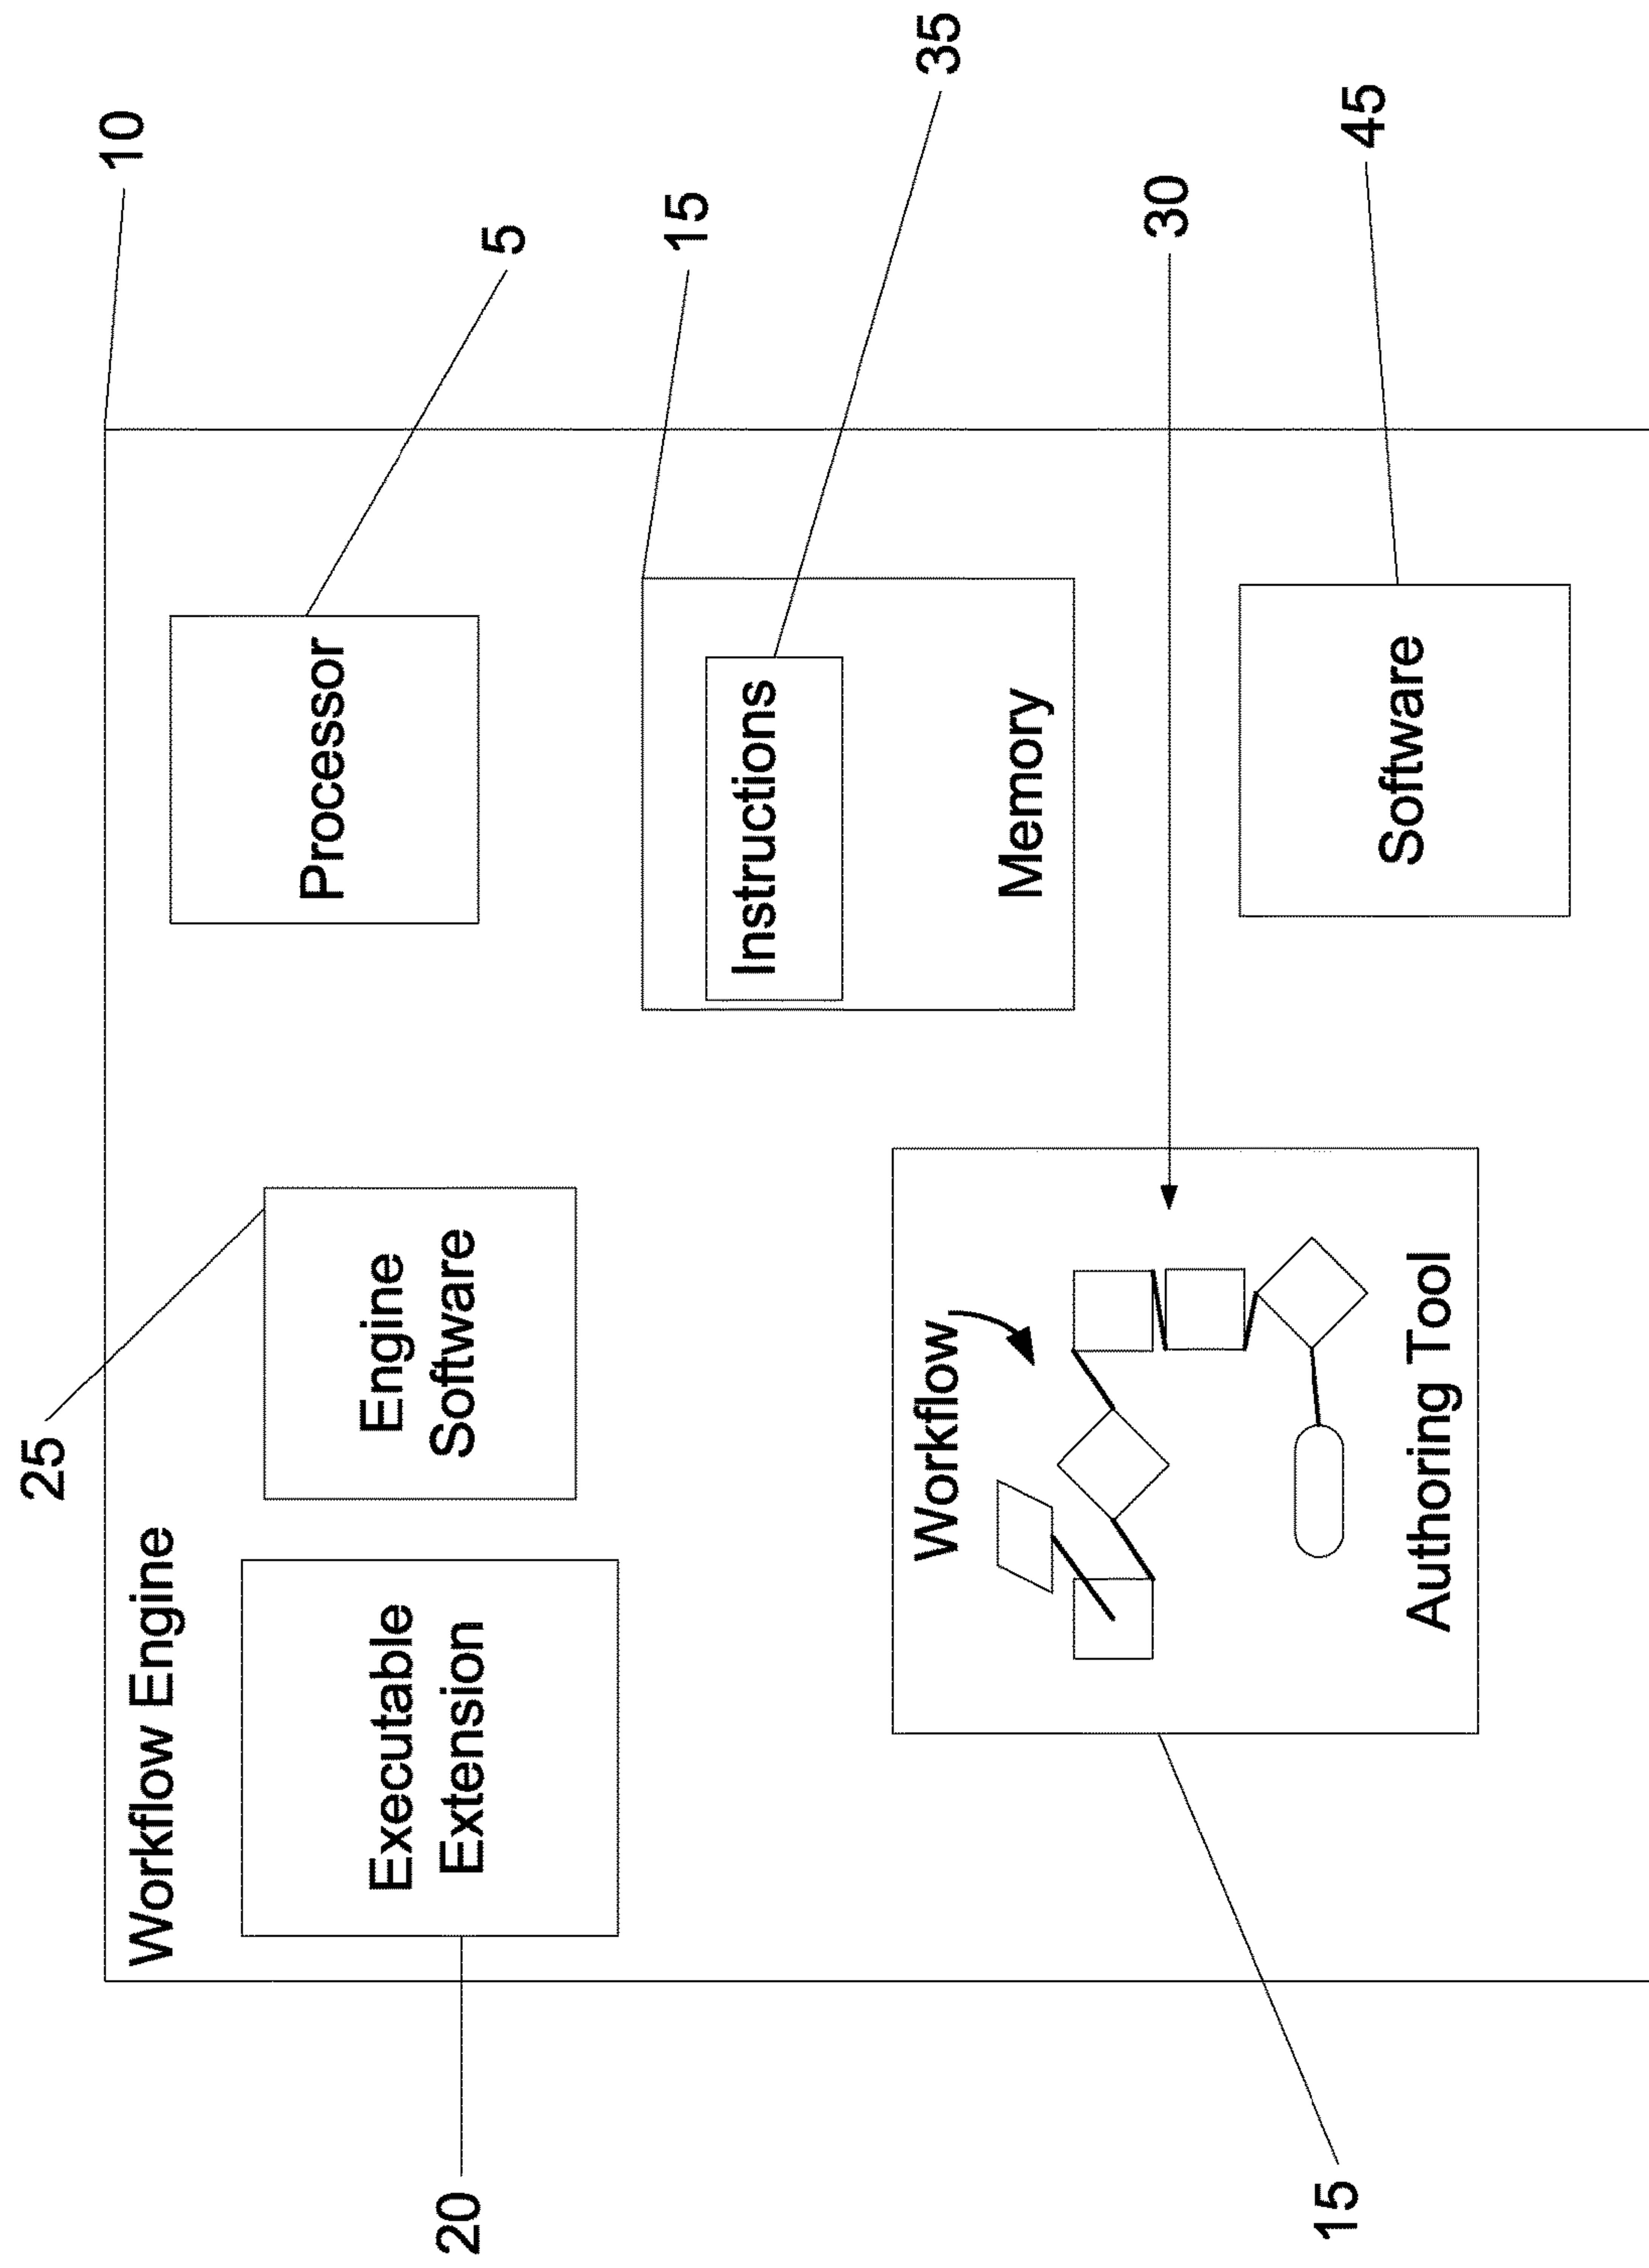 25
10
Workflow Engine
Executable
Extension
Engine
Software
Processor
20
5
15
Instructions
Memory
35
Workflow
30
Authoring Tool
15
Software
45